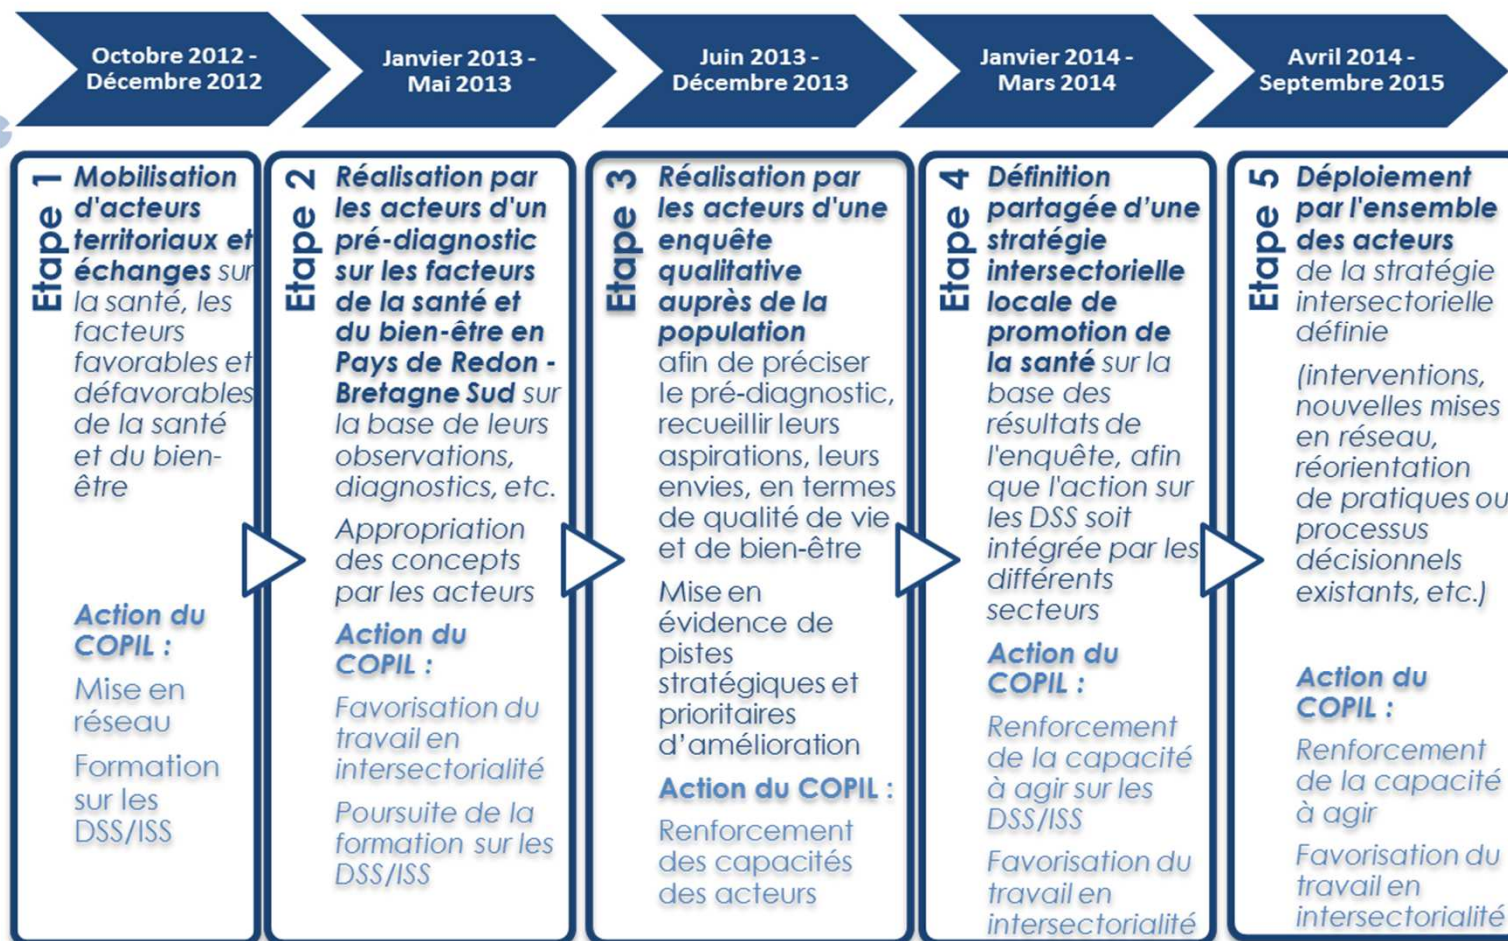 Octobre 2012 -
Décembre 2012
Janvier 2013 -
Mai 2013
Juin 2013 -
Décembre 2013
Janvier 2014 -
Mars 2014
Avril 2014 -
Septembre 2015
Etape 1
Mobilisation
d'acteurs
territoriaux et
échanges sur
la santé, les
facteurs
favorables et
défavorables
de la santé
et du bien-
être
Action du
COPIL :
Mise en
réseau
Formation
sur les
DSS/ISS
Etape 2
Réalisation par
les acteurs d'un
pré-diagnostic
sur les facteurs
de la santé et
du bien-être en
Pays de Redon -
Bretagne Sud sur
la base de leurs
observations,
diagnostics, etc.
Appropriation
des concepts
par les acteurs
Action du
COPIL :
Favorisation du
travail en
intersectorialité
Poursuite de la
formation sur les
DSS/ISS
Etape 3
Réalisation par
les acteurs d'une
enquête
qualitative
auprès de la
population
afin de préciser
le pré-diagnostic,
recueillir leurs
aspirations, leurs
envies, en termes
de qualité de vie
et de bien-être
Mise en
évidence de
pistes
stratégiques et
prioritaires
d’amélioration
Action du COPIL :
Renforcement
des capacités
des acteurs
Etape 4
Définition
partagée d’une
stratégie
intersectorielle
locale de
promotion de
la santé sur la
base des
résultats de
l'enquête, afin
que l'action sur
les DSS soit
intégrée par les
différents
secteurs
Action du
COPIL :
Renforcement
de la capacité
à agir sur les
DSS/ISS
Favorisation du
travail en
intersectorialité
Etape 5
Déploiement
par l'ensemble
des acteurs
de la stratégie
intersectorielle
définie
(interventions,
nouvelles mises
en réseau,
réorientation
de pratiques ou
processus
décisionnels
existants, etc.)
Action du
COPIL :
Renforcement
de la capacité
à agir
Favorisation du
travail en
intersectorialité